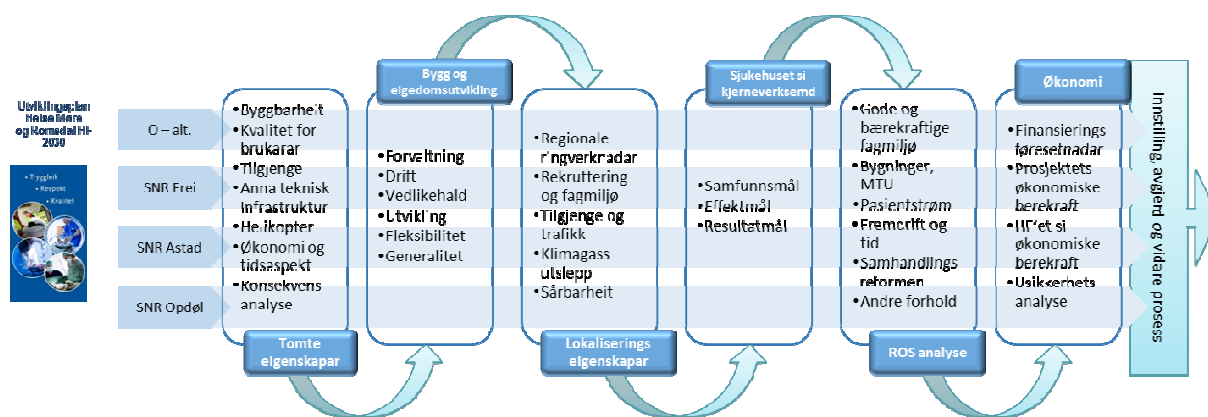 Utviklingsplan
Helse Møre
og Romsdal HF
2030
• Tryggleik
• Respekt
• Kvalitet
O – alt.
SNR Frei
SNR Astad
SNR Opdøl
• Byggbarheit
• Kvalitet for
brukarar
• Tilgjenge
• Anna teknisk
Infrastruktur
• Helikopter
• Økonomi og
tidsaspekt
• Konsekvens
analyse
Tomte
eigenskapar
Bygg og
eigedomsutvikling
• Forvaltning
• Drift
• Vedlikehald
• Utvikling
• Fleksibilitet
• Generalitet
• Regionale
ringverknadar
• Rekruttering
og fagmiljø
• Tilgjenge og
trafikk
• Klimagass
utslepp
• Sårbarheit
Lokaliserings
eigenskapar
Sjukehuset si
kjerneverksemd
• Samfunnsmål
• Effektmål
• Resultatmål
• Gode og
bærekraftige
fagmiljø
• Bygninger,
MTU
• Pasientstrøm
• Fremdrift og
tid
• Samhandlings
reformen
• Andre forhold
ROS analyse
Økonomi
• Finansierings
føresetnadar
• Prosjektets
økonomiske
berekraft
• HF'et si
økonomiske
berekraft
• Usikkerhets
analyse
Innstilling, avgjerd og vidare prosess